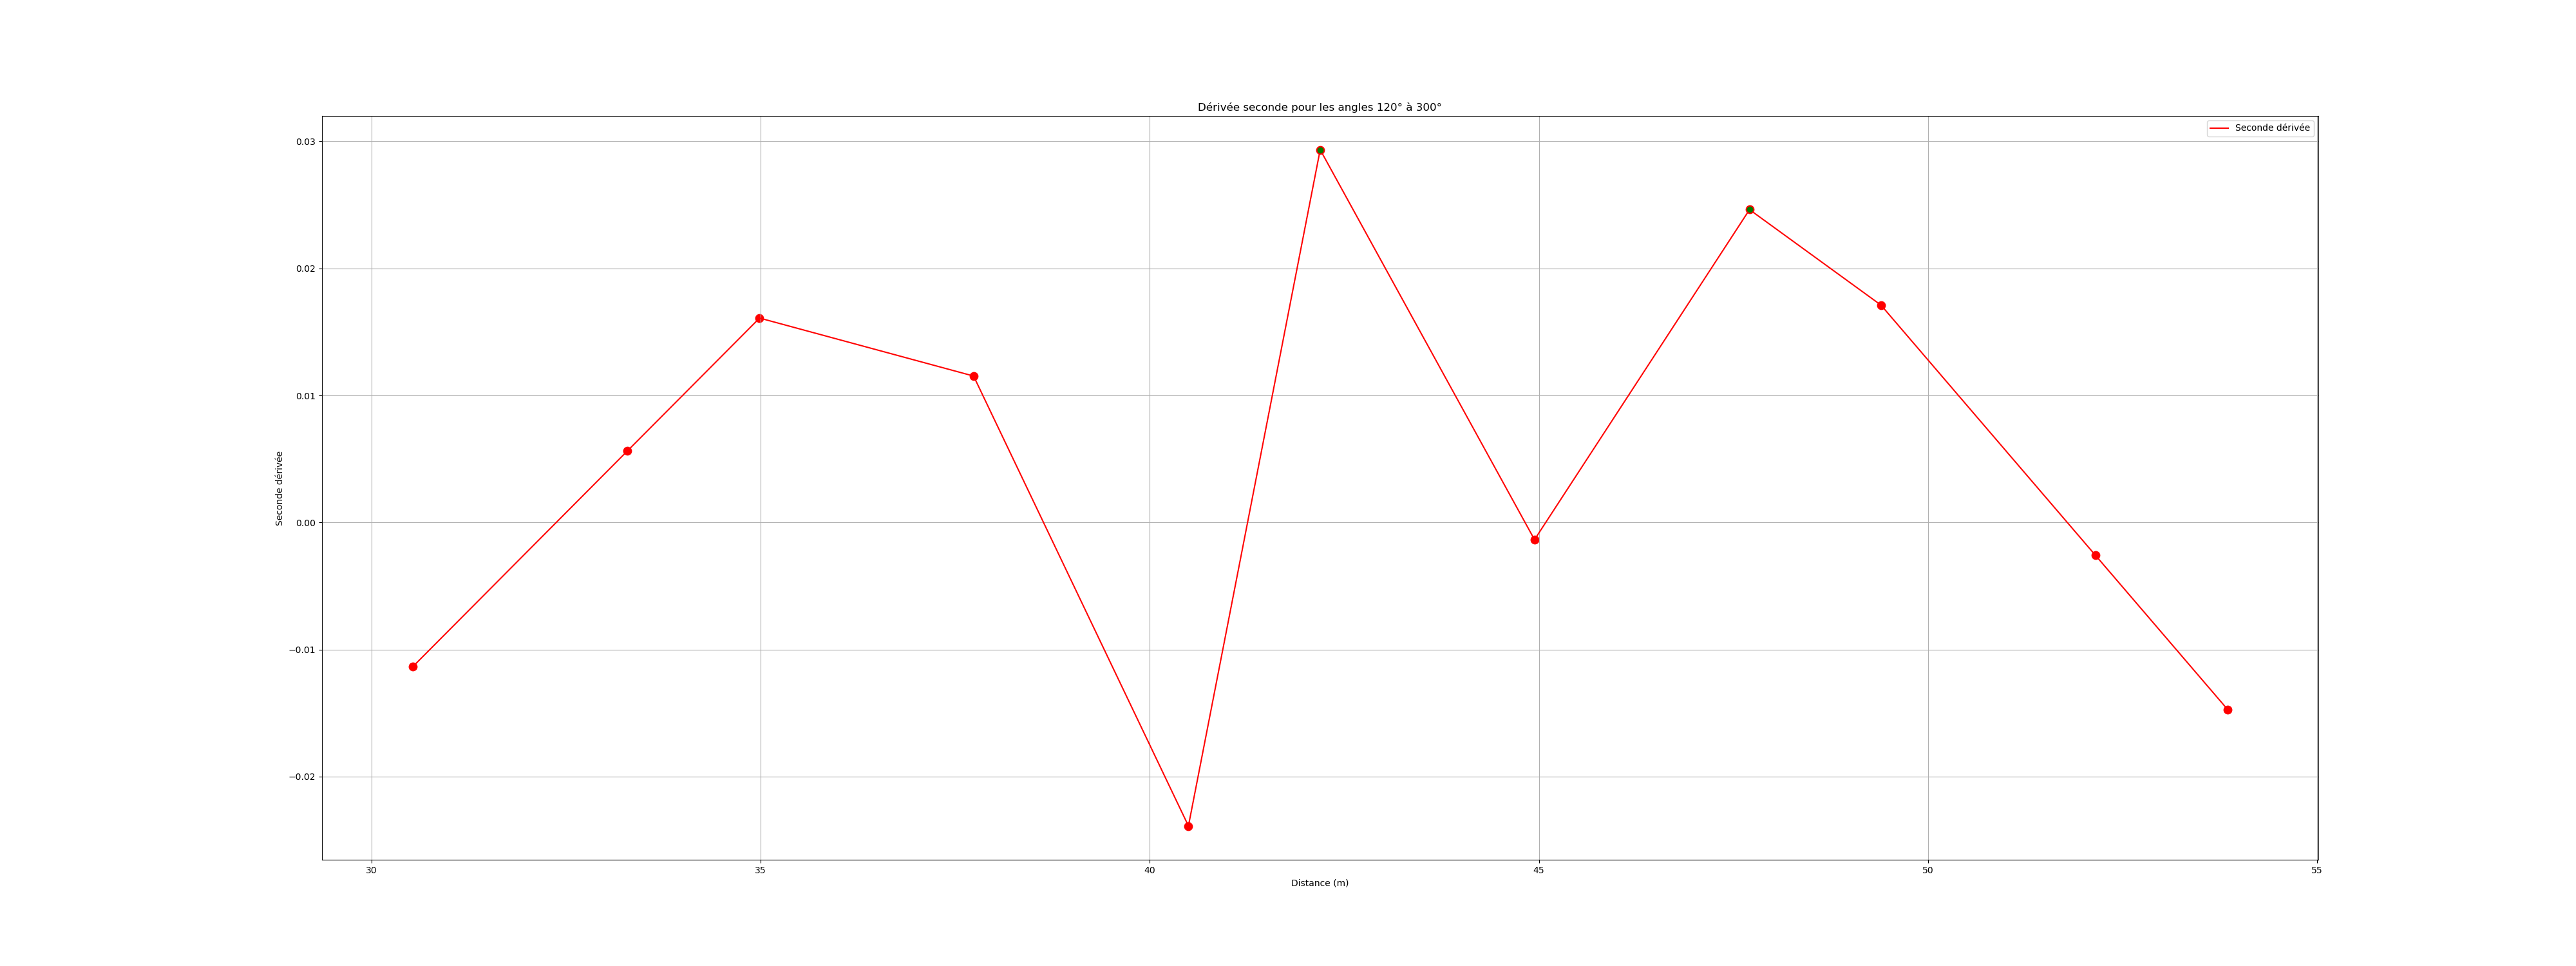 Dérivée seconde pour les angles 120° à 300°
Seconde dérivée
0.03
0.02
0.01
0.00
−0.01
−0.02
Seconde dérivée
30 35 40 45 50 55
Distance (m)